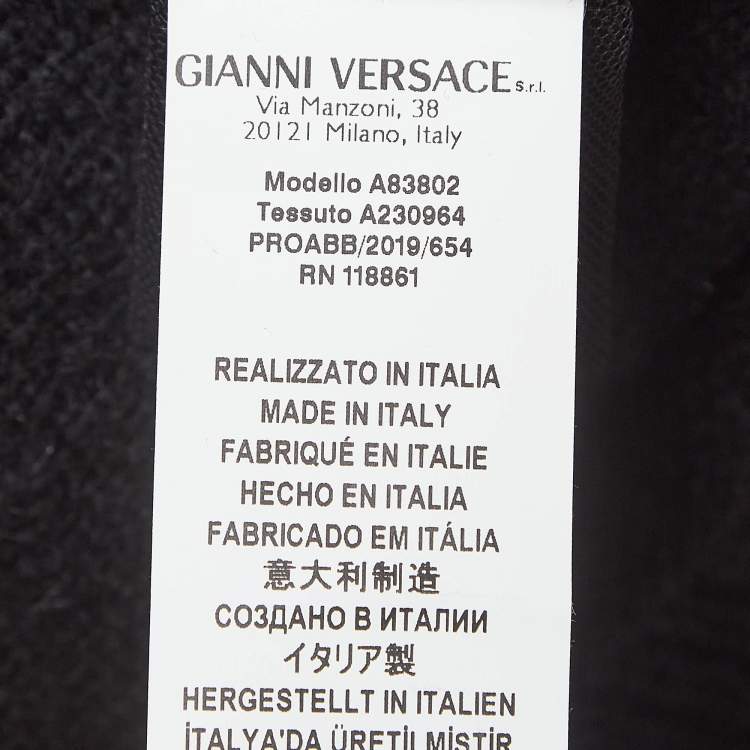 GIANNI VERSACE s.r.l.
Via Manzoni, 38
20121 Milano, Italy
Modello A83802
Tessuto A230964
PROABB/2019/654
RN 118861
REALIZZATO IN ITALIA
MADE IN ITALY
FABRIQUÉ EN ITALIE
HECHO EN ITALIA
FABRICADO EM ITÁLIA
意大利制造
СОЗДАНО В ИТАЛИИ
イタリア製
HERGESTELLT IN ITALIEN
İTALYA'DA ÜRETİLMİŞTİR